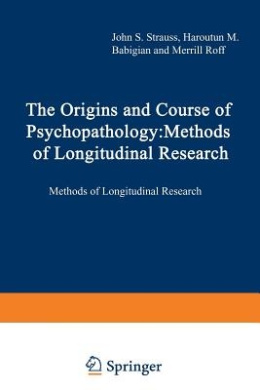 John S. Strauss, Haroutun M.
Babigian and Merrill Roff
The Origins and Course of
Psychopathology:Methods
of Longitudinal Research
Methods of Longitudinal Research
Springer